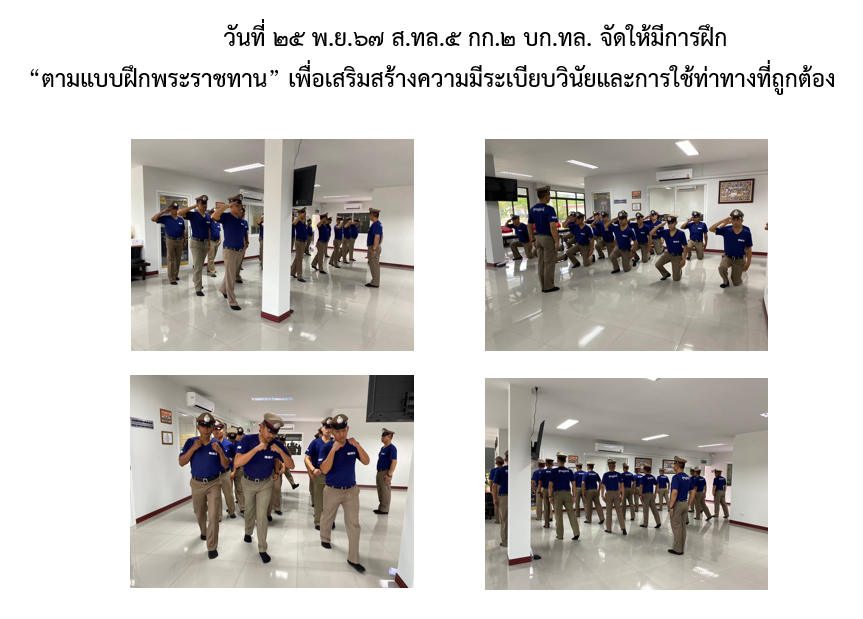 วันที่ ๒๕ พ.ย.๖๗ ส.ทล.๕ กก.๒ บก.ทล. จัดให้มีการฝึก
“ตามแบบฝึกพระราชทาน” เพื่อเสริมสร้างความมีระเบียบวินัยและการใช้ท่าทางที่ถูกต้อง